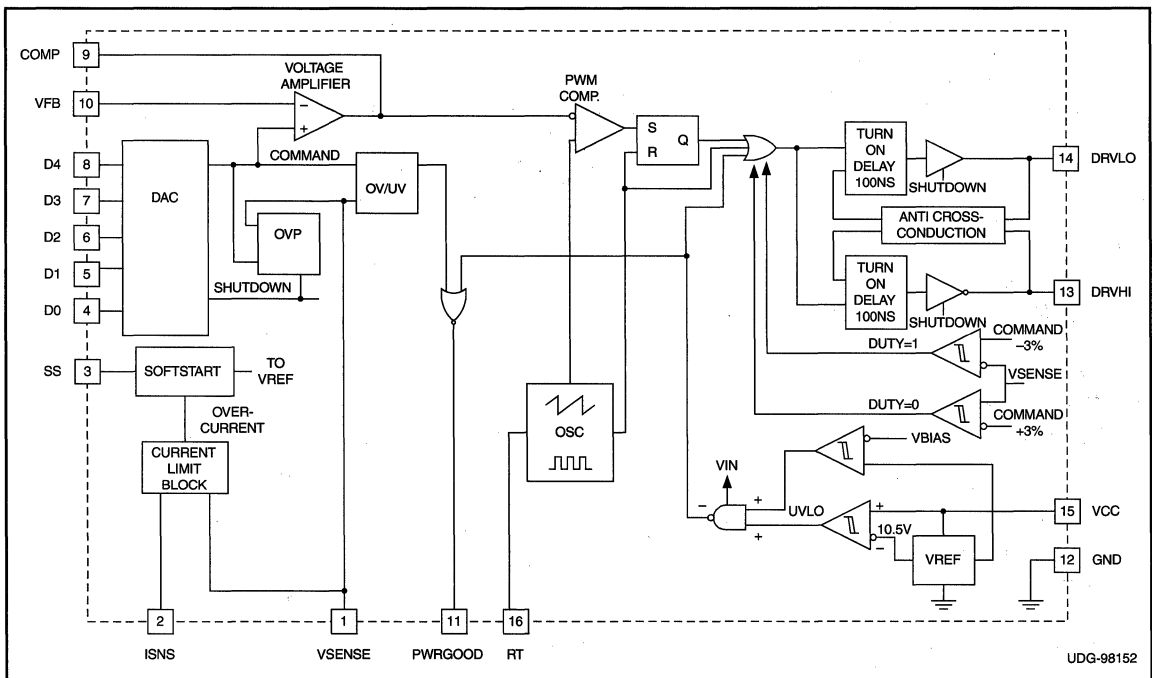 COMP 9
VFB 10
D4 8
D3 7
D2 6
D1 5
D0 4
SS 3
VOLTAGE
AMPLIFIER
−
+
DAC
COMMAND
OV/UV
OVP
SHUTDOWN
SOFTSTART
TO
VREF
OVER-
CURRENT
CURRENT
LIMIT
BLOCK
PWM
COMP.
S
R
Q
OSC
TURN
ON
DELAY
100NS
SHUTDOWN
ANTI CROSS-
CONDUCTION
TURN
ON
DELAY
100NS
SHUTDOWN
14 DRVLO
13 DRVHI
DUTY=1
COMMAND
−3%
VSENSE
DUTY=0
COMMAND
+3%
VBIAS
VIN
−
+
UVLO
+
+
10.5V
−
VREF
15 VCC
12 GND
2
ISNS
1
VSENSE
11
PWRGOOD
16
RT
UDG-98152